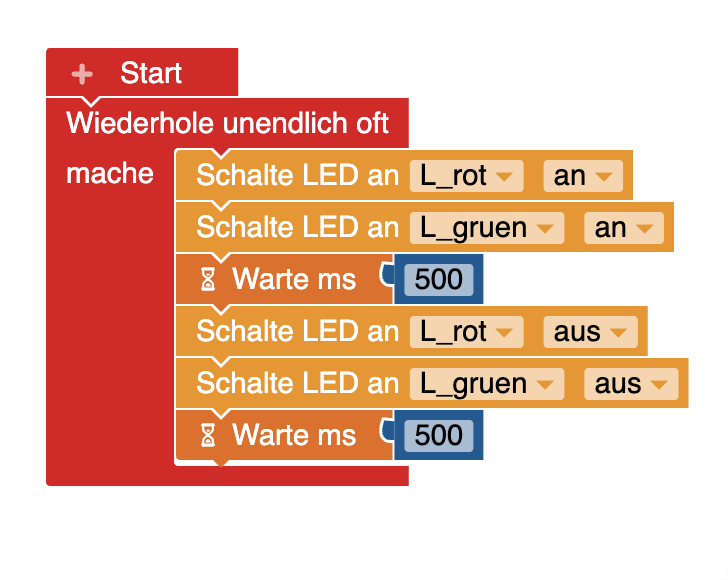 + Start
Wiederhole unendlich oft
mache Schalte LED an L_rot an
Schalte LED an L_gruen an
Warte ms 500
Schalte LED an L_rot aus
Schalte LED an L_gruen aus
Warte ms 500